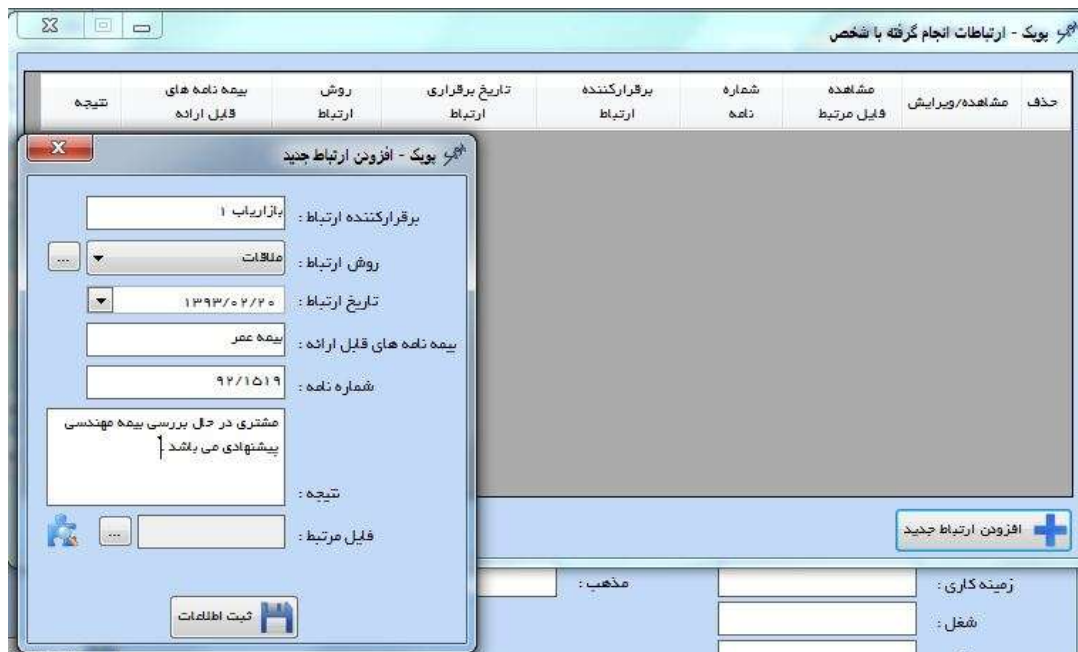 پویک - ارتباطات انجام گرفته با شخص
حذف
مشاهده/ویرایش
مشاهده
فایل مرتبط
شماره
نامه
برقرارکننده
ارتباط
تاریخ برقراری
ارتباط
روش
ارتباط
بیمه نامه های
قابل ارائه
نتیجه
پویک - افزودن ارتباط جدید
برقرارکننده ارتباط : بازاریاب ۱
روش ارتباط : ملاقات ...
تاریخ ارتباط : ۱۳۹۳/۰۲/۲۰
بیمه نامه های قابل ارائه : بیمه عمر
شماره نامه : ۹۲/۱۵۱۹
مشتری در حال بررسی بیمه مهندسی
پیشنهادی می باشد .
نتیجه :
فایل مرتبط : ...
ثبت اطلاعات
افزودن ارتباط جدید
زمینه کاری :
مذهب :
شغل :